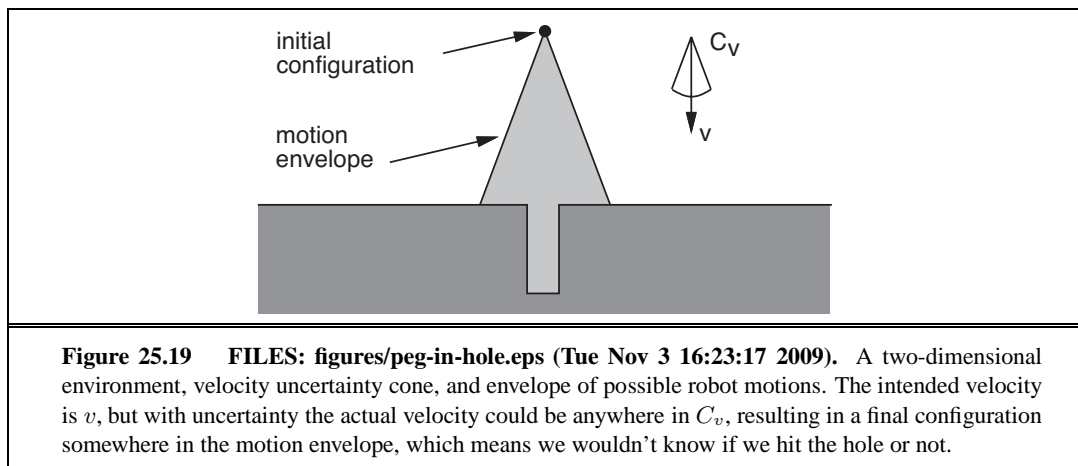 initial
configuration
motion
envelope
Cv
v
Figure 25.19 FILES: figures/peg-in-hole.eps (Tue Nov 3 16:23:17 2009). A two-dimensional
environment, velocity uncertainty cone, and envelope of possible robot motions. The intended velocity
is v, but with uncertainty the actual velocity could be anywhere in Cv, resulting in a final configuration
somewhere in the motion envelope, which means we wouldn’t know if we hit the hole or not.